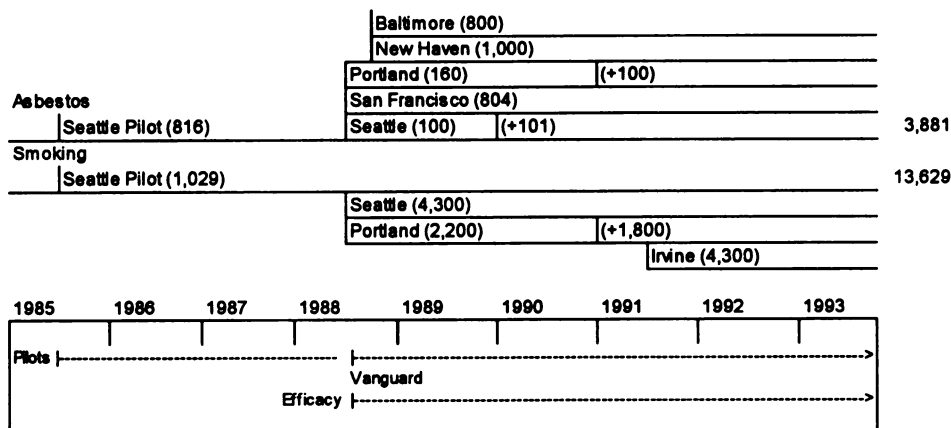 Baltimore (800)
New Haven (1,000)
Portland (160) (+100)
Asbestos
San Francisco (804)
Seattle Pilot (816) Seattle (100) (+101) 3,881
Smoking
Seattle Pilot (1,029) 13,629
Seattle (4,300)
Portland (2,200) (+1,800)
Irvine (4,300)
1985 1986 1987 1988 1989 1990 1991 1992 1993
Pilots
Vanguard
Efficacy